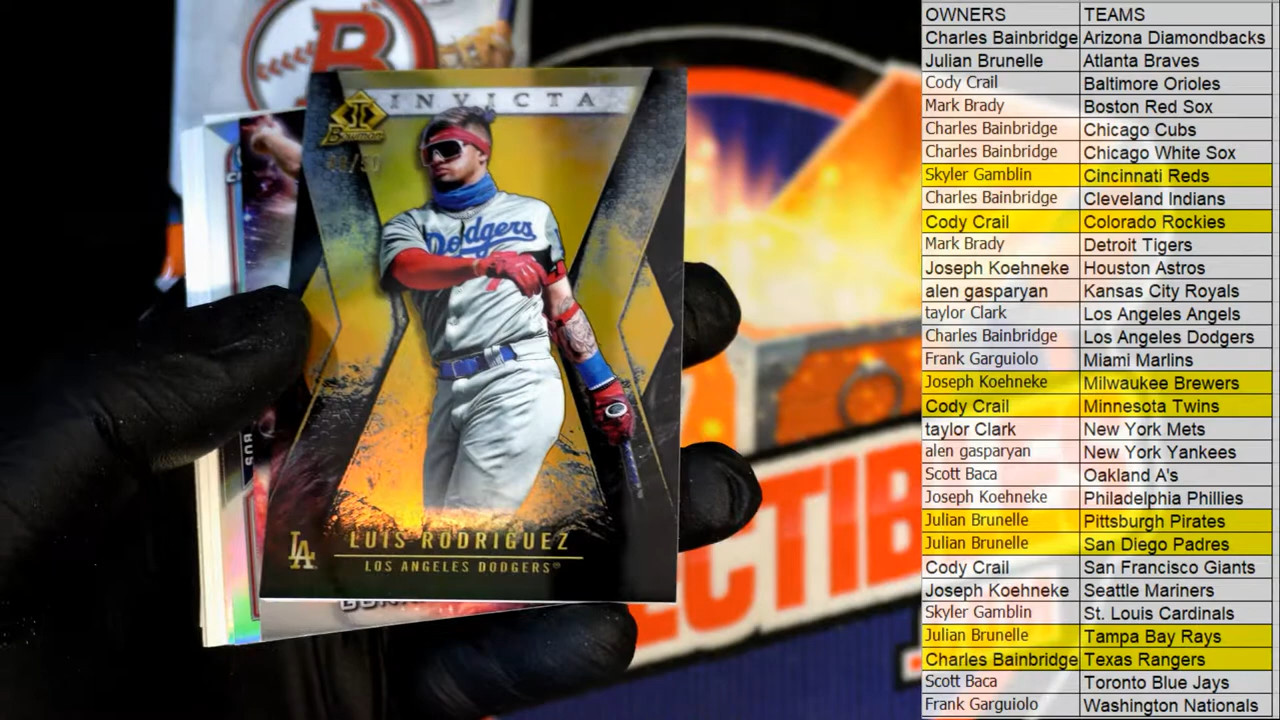 INVICTA
Bowman
Dodgers
LUIS RODRIGUEZ
LA
LOS ANGELES DODGERS
ECTIB
OWNERS TEAMS
Charles Bainbridge Arizona Diamondbacks
Julian Brunelle Atlanta Braves
Cody Crail Baltimore Orioles
Mark Brady Boston Red Sox
Charles Bainbridge Chicago Cubs
Charles Bainbridge Chicago White Sox
Skyler Gamblin Cincinnati Reds
Charles Bainbridge Cleveland Indians
Cody Crail Colorado Rockies
Mark Brady Detroit Tigers
Joseph Koehneke Houston Astros
alen gasparyan Kansas City Royals
taylor Clark Los Angeles Angels
Charles Bainbridge Los Angeles Dodgers
Frank Garguiolo Miami Marlins
Joseph Koehneke Milwaukee Brewers
Cody Crail Minnesota Twins
taylor Clark New York Mets
alen gasparyan New York Yankees
Scott Baca Oakland A's
Joseph Koehneke Philadelphia Phillies
Julian Brunelle Pittsburgh Pirates
Julian Brunelle San Diego Padres
Cody Crail San Francisco Giants
Joseph Koehneke Seattle Mariners
Skyler Gamblin St. Louis Cardinals
Julian Brunelle Tampa Bay Rays
Charles Bainbridge Texas Rangers
Scott Baca Toronto Blue Jays
Frank Garguiolo Washington Nationals